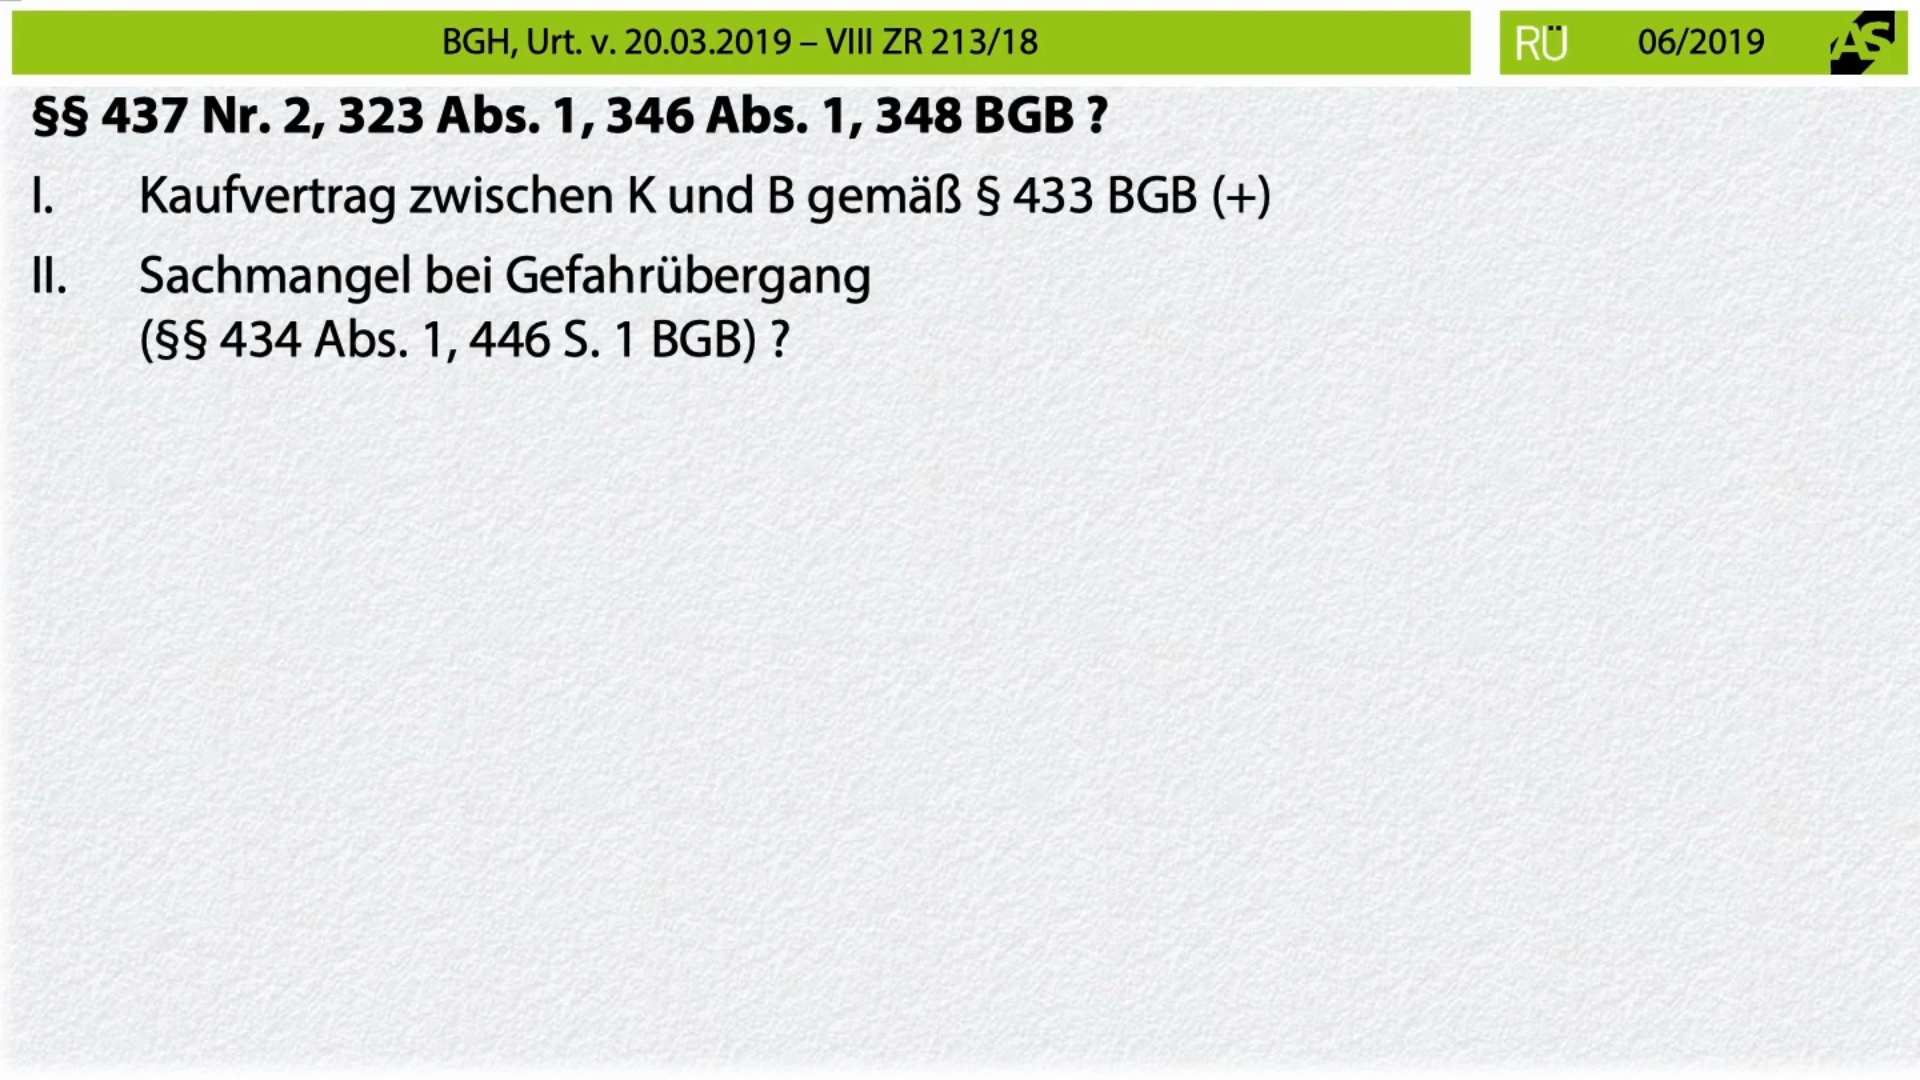 BGH, Urt. v. 20.03.2019 – VIII ZR 213/18
RÜ 06/2019 AS
§§ 437 Nr. 2, 323 Abs. 1, 346 Abs. 1, 348 BGB ?
I. Kaufvertrag zwischen K und B gemäß § 433 BGB (+)
II. Sachmangel bei Gefahrübergang
(§§ 434 Abs. 1, 446 S. 1 BGB) ?